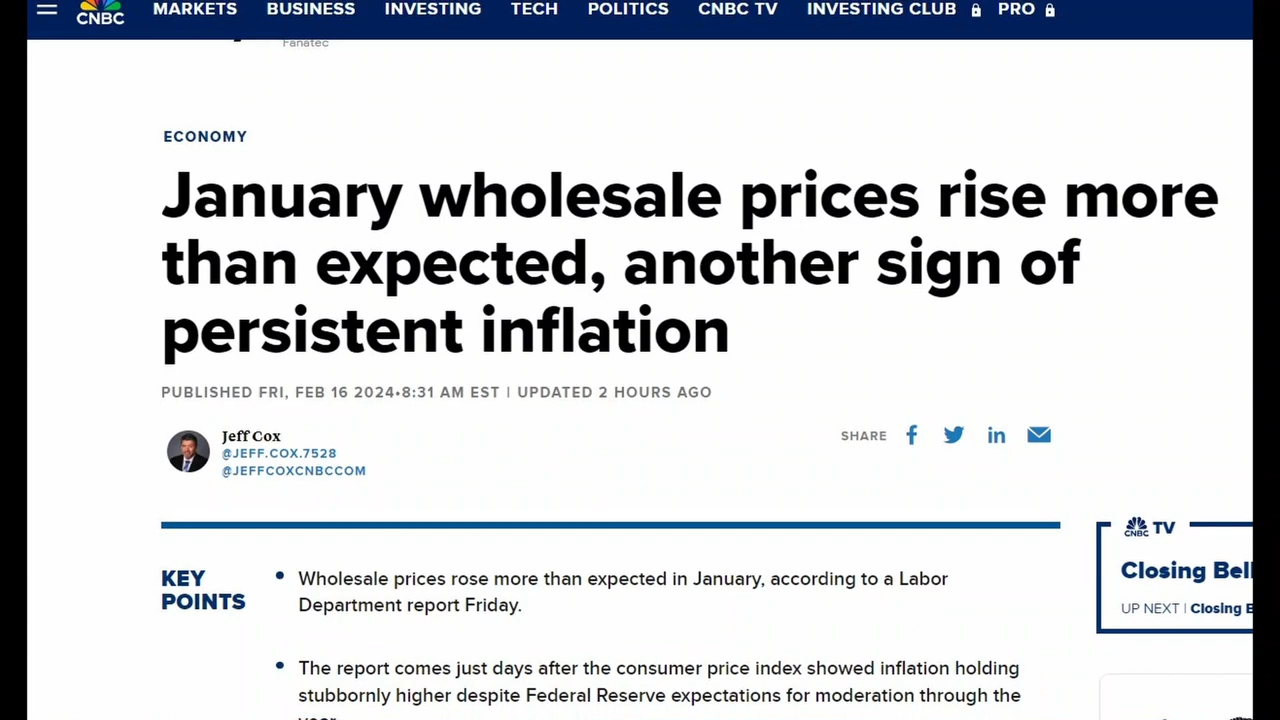 CNBC
MARKETS BUSINESS INVESTING TECH POLITICS CNBC TV INVESTING CLUB PRO
Fanatec
ECONOMY
January wholesale prices rise more
than expected, another sign of
persistent inflation
PUBLISHED FRI, FEB 16 2024•8:31 AM EST | UPDATED 2 HOURS AGO
Jeff Cox
@JEFF.COX.7528
@JEFFCOXCNBCCOM
SHARE
KEY
POINTS
• Wholesale prices rose more than expected in January, according to a Labor
Department report Friday.
• The report comes just days after the consumer price index showed inflation holding
stubbornly higher despite Federal Reserve expectations for moderation through the
CNBC TV
Closing Bell
UP NEXT | Closing